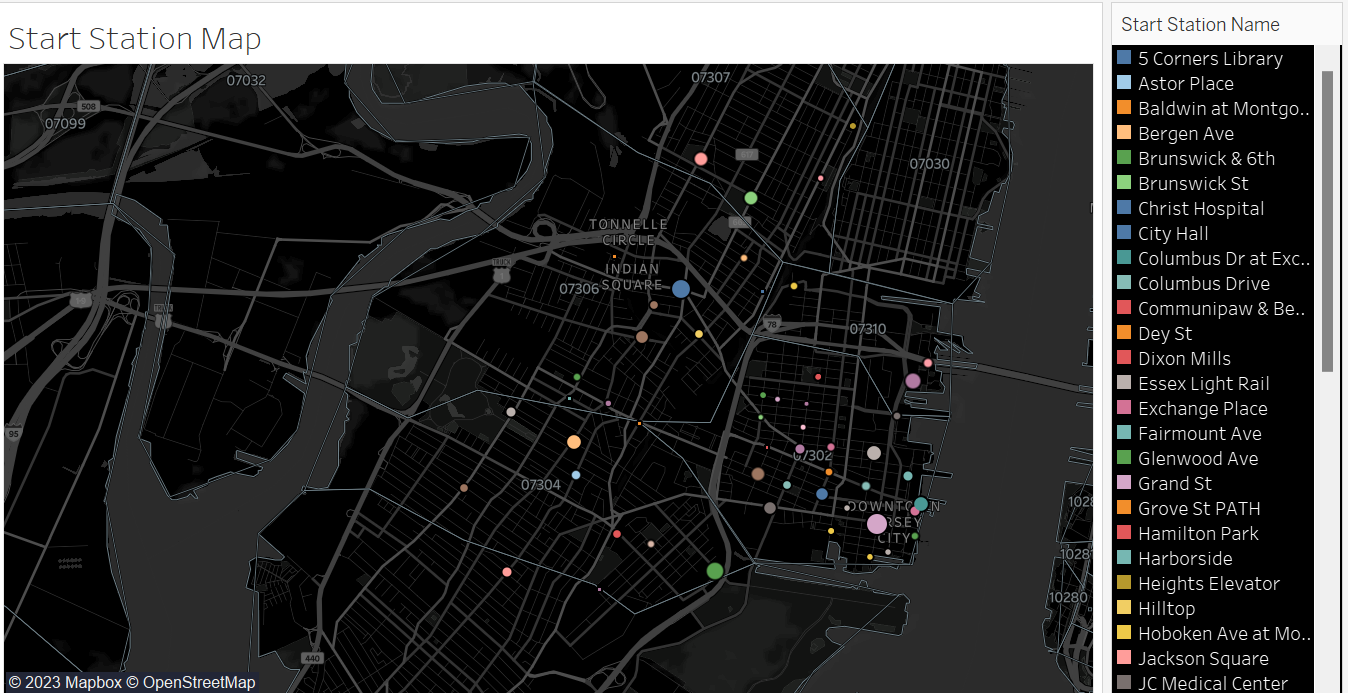 Start Station Map
Start Station Name
07032
07307
508
07099
07030
TONNELLE
CIRCLE
INDIAN
07306 SQUARE
78
07310
95
07302
07304
DOWNTO
RSEY
CITY
10280
440
© 2023 Mapbox © OpenStreetMap
5 Corners Library
Astor Place
Baldwin at Montgo..
Bergen Ave
Brunswick & 6th
Brunswick St
Christ Hospital
City Hall
Columbus Dr at Exc..
Columbus Drive
Communipaw & Be..
Dey St
Dixon Mills
Essex Light Rail
Exchange Place
Fairmount Ave
Glenwood Ave
Grand St
Grove St PATH
Hamilton Park
Harborside
Heights Elevator
Hilltop
Hoboken Ave at Mo..
Jackson Square
JC Medical Center